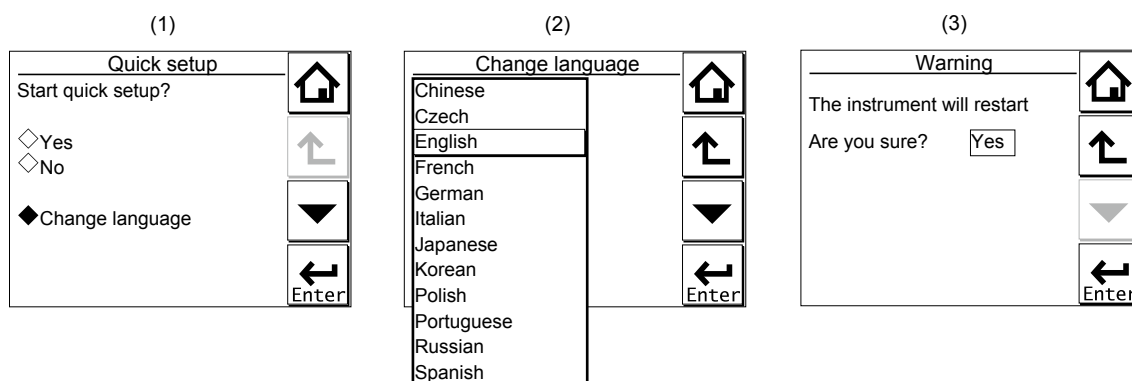 (1)
Quick setup
Start quick setup?
Yes
No
Change language
Enter
(2)
Change language
Chinese
Czech
English
French
German
Italian
Japanese
Korean
Polish
Portuguese
Russian
Spanish
Enter
(3)
Warning
The instrument will restart
Are you sure? Yes
Enter